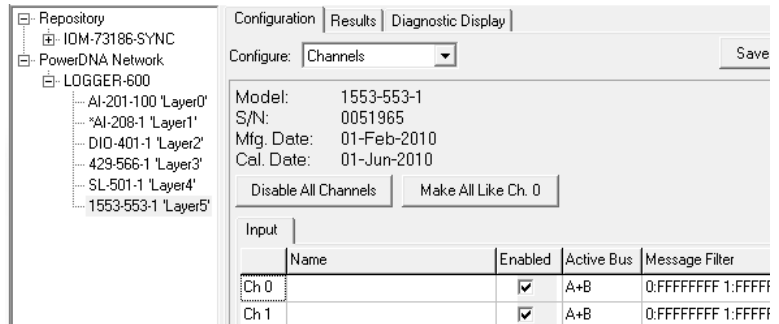 Repository
IOM-73186-SYNC
PowerDNA Network
LOGGER-600
AI-201-100 'Layer0'
*AI-208-1 'Layer1'
DIO-401-1 'Layer2'
429-566-1 'Layer3'
SL-501-1 'Layer4'
1553-553-1 'Layer5'
Configuration Results Diagnostic Display
Configure: Channels Save
Model: 1553-553-1
S/N: 0051965
Mfg. Date: 01-Feb-2010
Cal. Date: 01-Jun-2010
Disable All Channels Make All Like Ch. 0
Input
Name Enabled Active Bus Message Filter
Ch 0 A+B 0:FFFFFFFF 1:FFFFF
Ch 1 A+B 0:FFFFFFFF 1:FFFFF